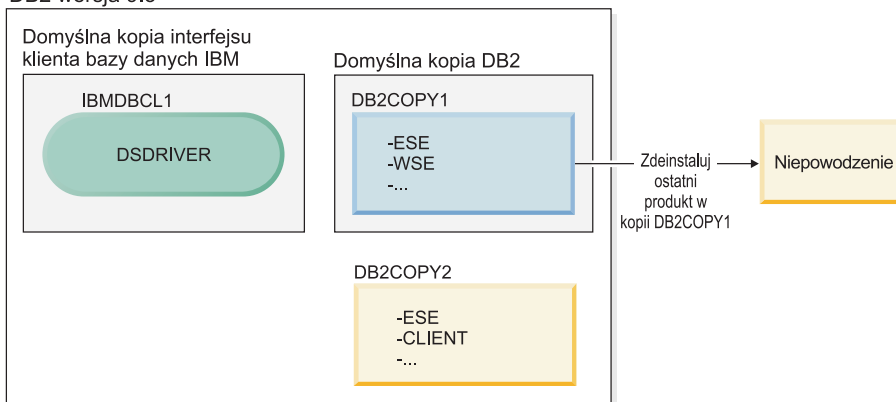 Domyślna kopia interfejsu
klienta bazy danych IBM
IBMDBCL1
DSDRIVER
Domyślna kopia DB2
DB2COPY1
-ESE
-WSE
-...
Zdeinstaluj
ostatni
produkt w
kopii DB2COPY1
Niepowodzenie
DB2COPY2
-ESE
-CLIENT
-...